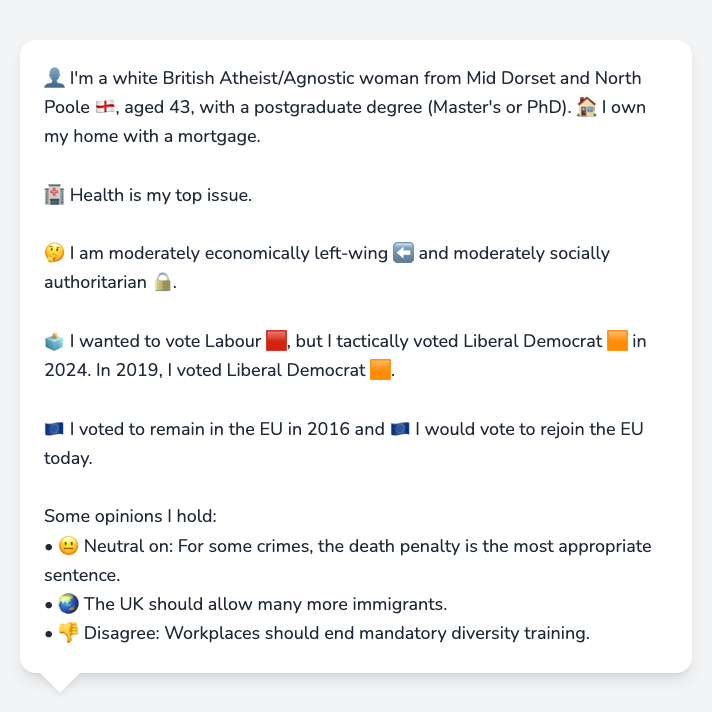 👤 I'm a white British Atheist/Agnostic woman from Mid Dorset and North
Poole 🏴󠁧󠁢󠁥󠁮󠁧󠁿, aged 43, with a postgraduate degree (Master's or PhD). 🏠 I own
my home with a mortgage.
🏥 Health is my top issue.
🤔 I am moderately economically left-wing ⬅️ and moderately socially
authoritarian 🔒.
🗳️ I wanted to vote Labour 🟥, but I tactically voted Liberal Democrat 🟧 in
2024. In 2019, I voted Liberal Democrat 🟧.
🇪🇺 I voted to remain in the EU in 2016 and 🇪🇺 I would vote to rejoin the EU
today.
Some opinions I hold:
• 😐 Neutral on: For some crimes, the death penalty is the most appropriate
sentence.
• 🌏 The UK should allow many more immigrants.
• 👎 Disagree: Workplaces should end mandatory diversity training.